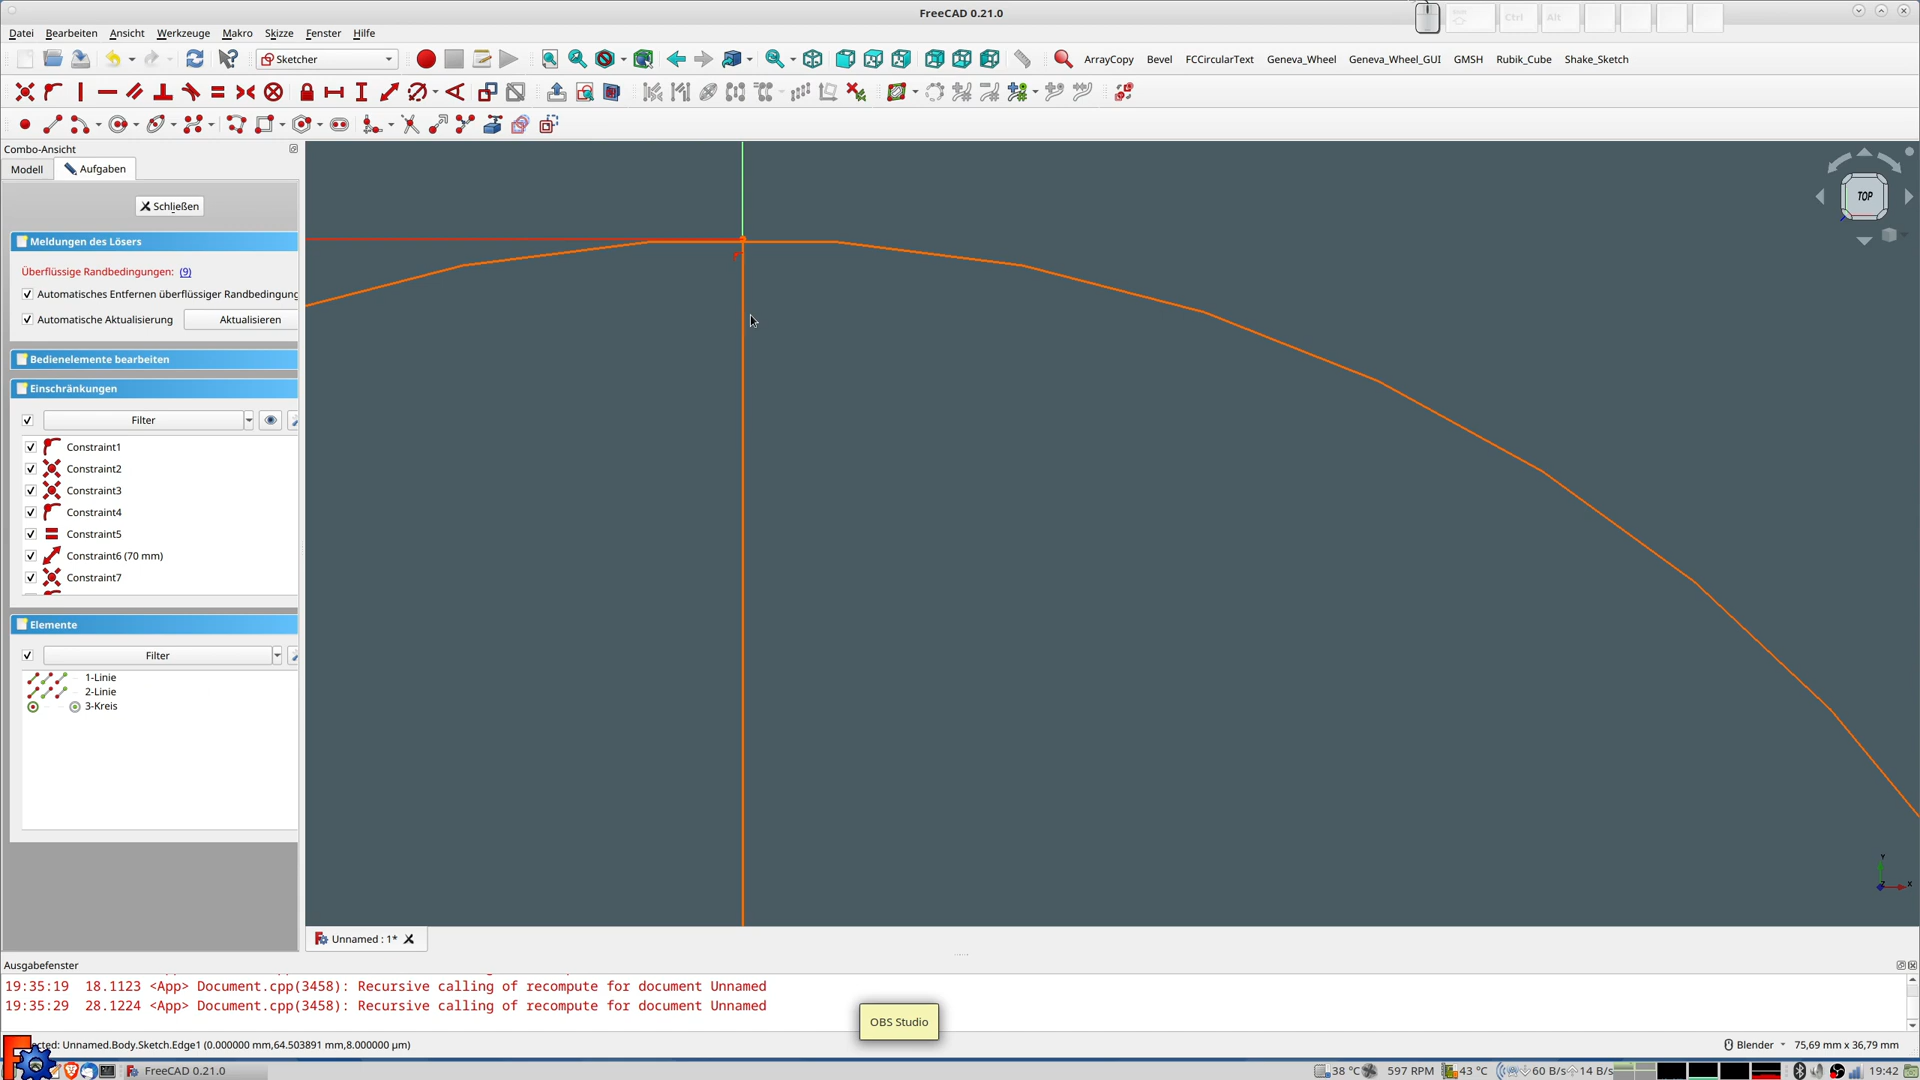 FreeCAD 0.21.0
Ctrl Alt
Datei Bearbeiten Ansicht Werkzeuge Makro Skizze Fenster Hilfe
Sketcher
ArrayCopy Bevel FCCircularText Geneva_Wheel Geneva_Wheel_GUI GMSH Rubik_Cube Shake_Sketch
Combo-Ansicht
Modell Aufgaben
Schließen
TOP
Meldungen des Lösers
Überflüssige Randbedingungen: (9)
Automatisches Entfernen überflüssiger Randbedingung
Automatische Aktualisierung Aktualisieren
Bedienelemente bearbeiten
Einschränkungen
Filter
Constraint1
Constraint2
Constraint3
Constraint4
Constraint5
Constraint6 (70 mm)
Constraint7
Elemente
Filter
1-Linie
2-Linie
3-Kreis
Y
Z X
Unnamed : 1*
Ausgabefenster
19:35:19 18.1123 <App> Document.cpp(3458): Recursive calling of recompute for document Unnamed
19:35:29 28.1224 <App> Document.cpp(3458): Recursive calling of recompute for document Unnamed
OBS Studio
cted: Unnamed.Body.Sketch.Edge1 (0.000000 mm,64.503891 mm,8.000000 µm)
Blender 75,69 mm x 36,79 mm
FreeCAD 0.21.0
38 °C 597 RPM 43 °C 60 B/s 14 B/s 19:42